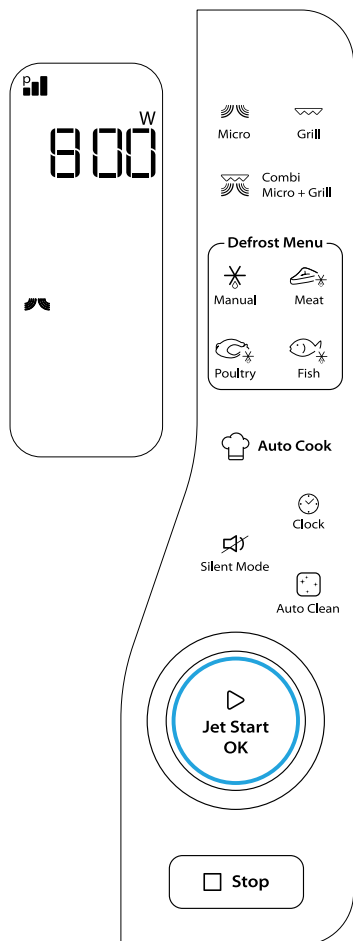 P
W
800
Micro
Grill
Combi
Micro + Grill
Defrost Menu
Manual
Meat
Poultry
Fish
Auto Cook
Clock
Silent Mode
Auto Clean
Jet Start
OK
Stop